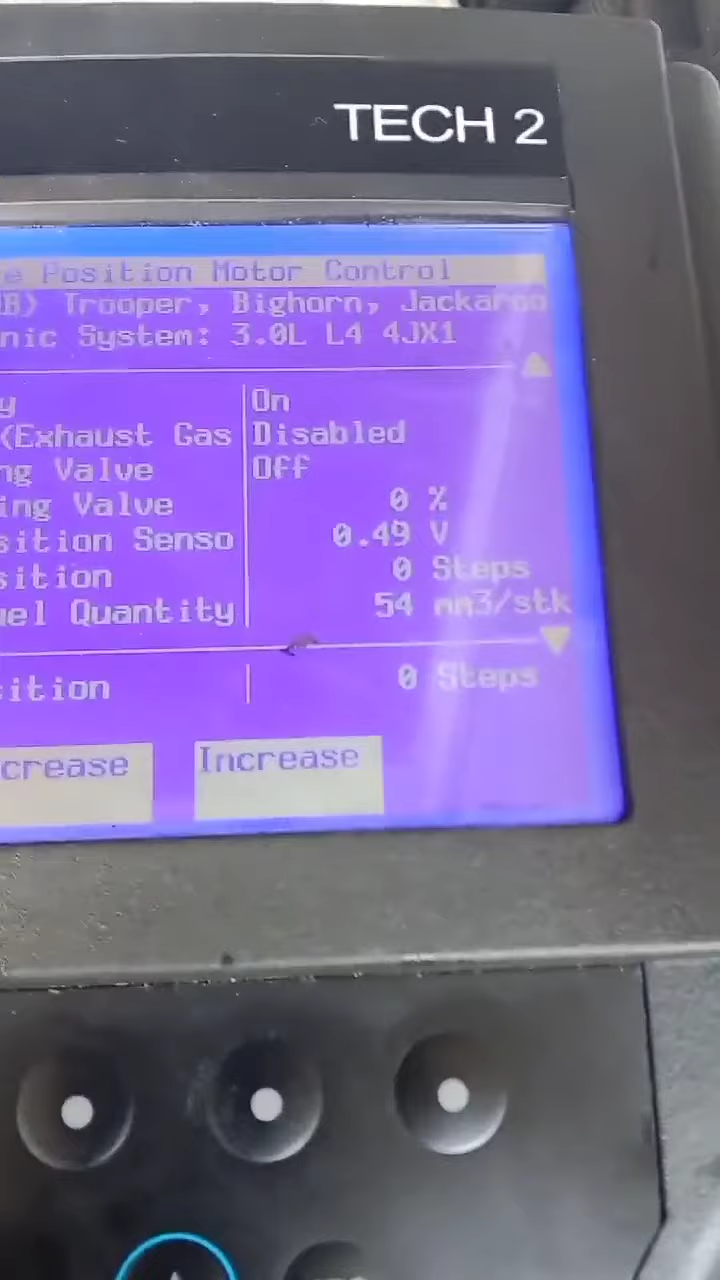 TECH 2
e Position Motor Control
B) Trooper, Bighorn, Jackaroo
nic System: 3.0L L4 4JX1
y On
(Exhaust Gas Disabled
ng Valve Off
ing Valve 0 %
sition Senso 0.49 V
sition 0 Steps
uel Quantity 54 mm3/stk
sition 0 Steps
crease Increase